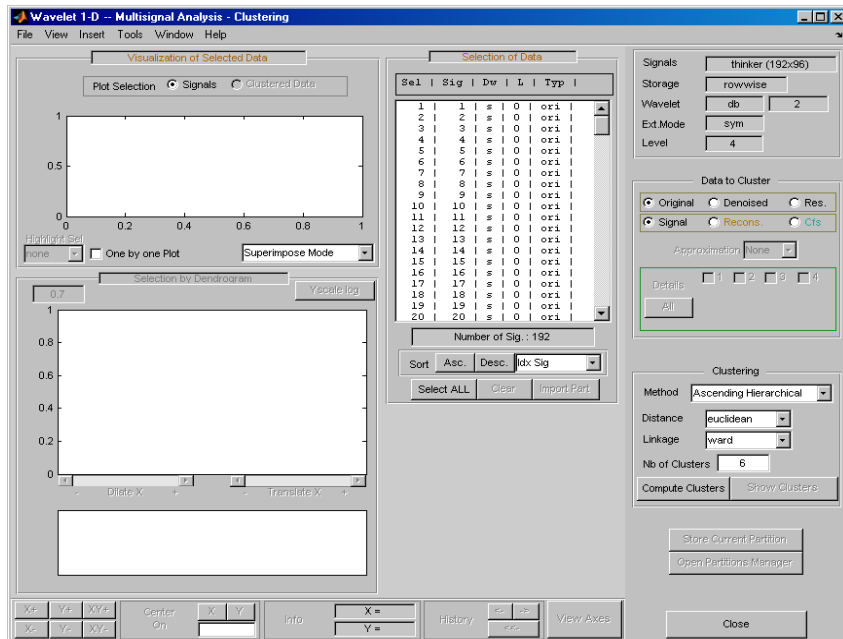 Wavelet 1-D -- Multisignal Analysis - Clustering
File View Insert Tools Window Help
Visualization of Selected Data
Plot Selection Signals Clustered Data
1
0.5
0
0 0.2 0.4 0.6 0.8 1
Highlight Sel
none One by one Plot Superimpose Mode
Selection by Dendrogram
0.7 Y scale log
1
0.8
0.6
0.4
0.2
0
- Dilate X + - Translate X +
Selection of Data
Sel | Sig | Dw | L | Typ |
1 | 1 | s | 0 | ori |
2 | 2 | s | 0 | ori |
3 | 3 | s | 0 | ori |
4 | 4 | s | 0 | ori |
5 | 5 | s | 0 | ori |
6 | 6 | s | 0 | ori |
7 | 7 | s | 0 | ori |
8 | 8 | s | 0 | ori |
9 | 9 | s | 0 | ori |
10 | 10 | s | 0 | ori |
11 | 11 | s | 0 | ori |
12 | 12 | s | 0 | ori |
13 | 13 | s | 0 | ori |
14 | 14 | s | 0 | ori |
15 | 15 | s | 0 | ori |
16 | 16 | s | 0 | ori |
17 | 17 | s | 0 | ori |
18 | 18 | s | 0 | ori |
19 | 19 | s | 0 | ori |
20 | 20 | s | 0 | ori |
Number of Sig. : 192
Sort Asc. Desc. Idx Sig
Select ALL Clear Import Part
Signals thinker (192x96)
Storage rowwise
Wavelet db 2
Ext.Mode sym
Level 4
Data to Cluster
Original Denoised Res.
Signal Recons. Cfs
Approximation None
Details 1 2 3 4
All
Clustering
Method Ascending Hierarchical
Distance euclidean
Linkage ward
Nb of Clusters 6
Compute Clusters Show Clusters
Store Current Partition
Open Partitions Manager
Close
X+ Y+ XY+
X- Y- XY-
Center On X Y
Info X =
Y =
History <- ->
<<-
View Axes